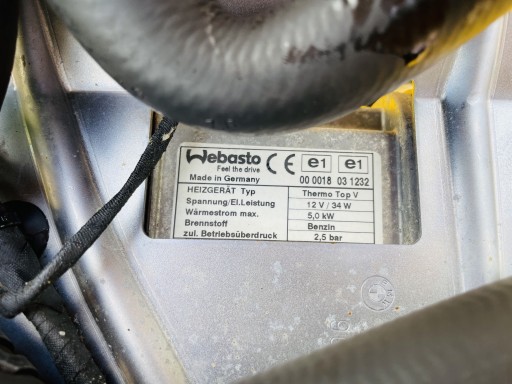 Webasto CE e1 e1
Feel the drive
Made in Germany 00 0018 03 1232
HEIZGERÄT Typ Thermo Top V
Spannung/El.Leistung 12 V / 34 W
Wärmestrom max. 5,0 kW
Brennstoff Benzin
zul. Betriebsüberdruck 2,5 bar